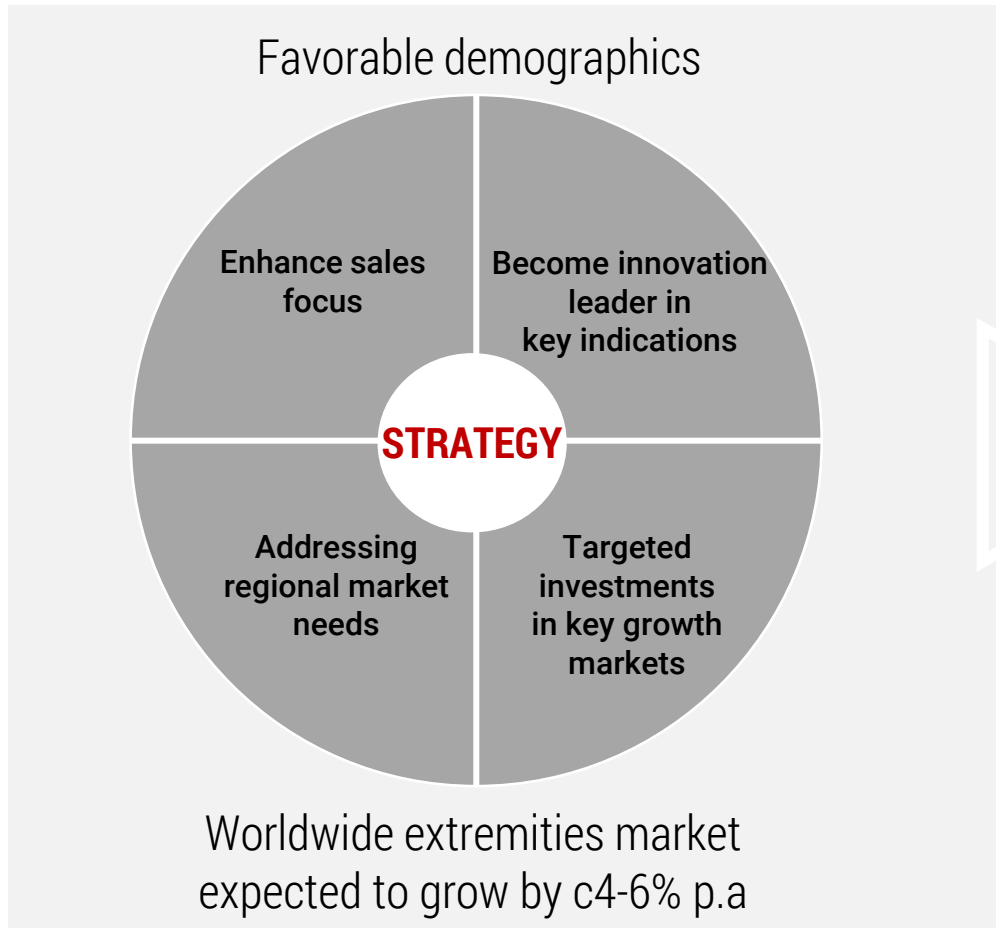 Favorable demographics
Enhance sales
focus
Become innovation
leader in
key indications
STRATEGY
Addressing
regional market
needs
Targeted
investments
in key growth
markets
Worldwide extremities market
expected to grow by c4-6% p.a